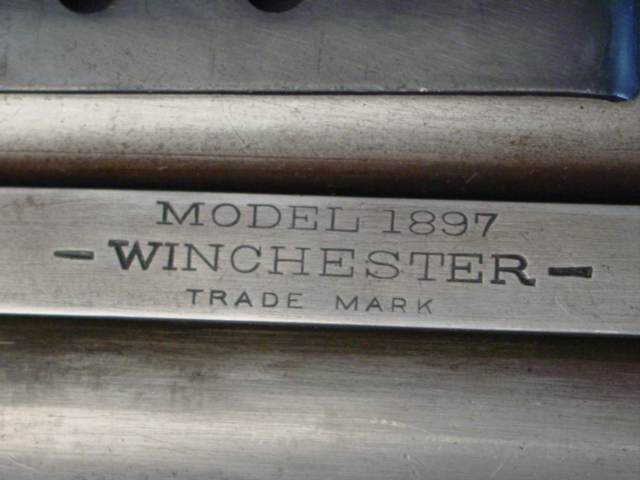 MODEL 1897
- WINCHESTER -
TRADE MARK